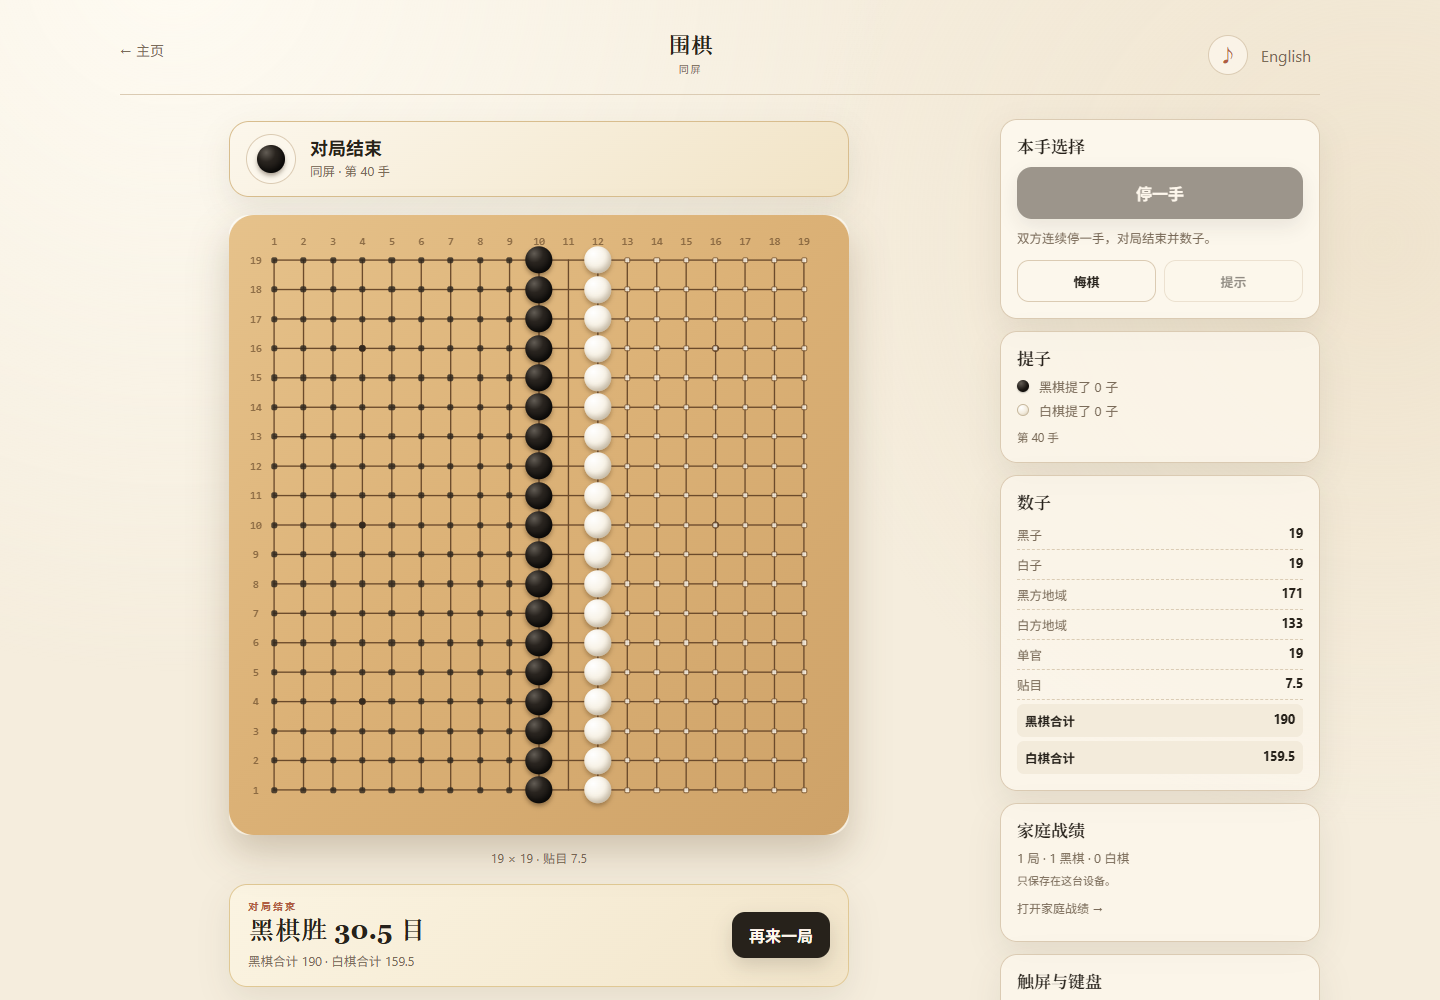 ← 主页
围棋
同屏
♪
English
对局结束
同屏 · 第 40 手
1 2 3 4 5 6 7 8 9 10 11 12 13 14 15 16 17 18 19
19
18
17
16
15
14
13
12
11
10
9
8
7
6
5
4
3
2
1
19 × 19 · 贴目 7.5
对局结束
黑棋胜 30.5 目
黑棋合计 190 · 白棋合计 159.5
再来一局
本手选择
停一手
双方连续停一手，对局结束并数子。
悔棋 提示
提子
黑棋提了 0 子
白棋提了 0 子
第 40 手
数子
黑子 19
白子 19
黑方地域 171
白方地域 133
单官 19
贴目 7.5
黑棋合计 190
白棋合计 159.5
家庭战绩
1 局 · 1 黑棋 · 0 白棋
只保存在这台设备。
打开家庭战绩 →
触屏与键盘